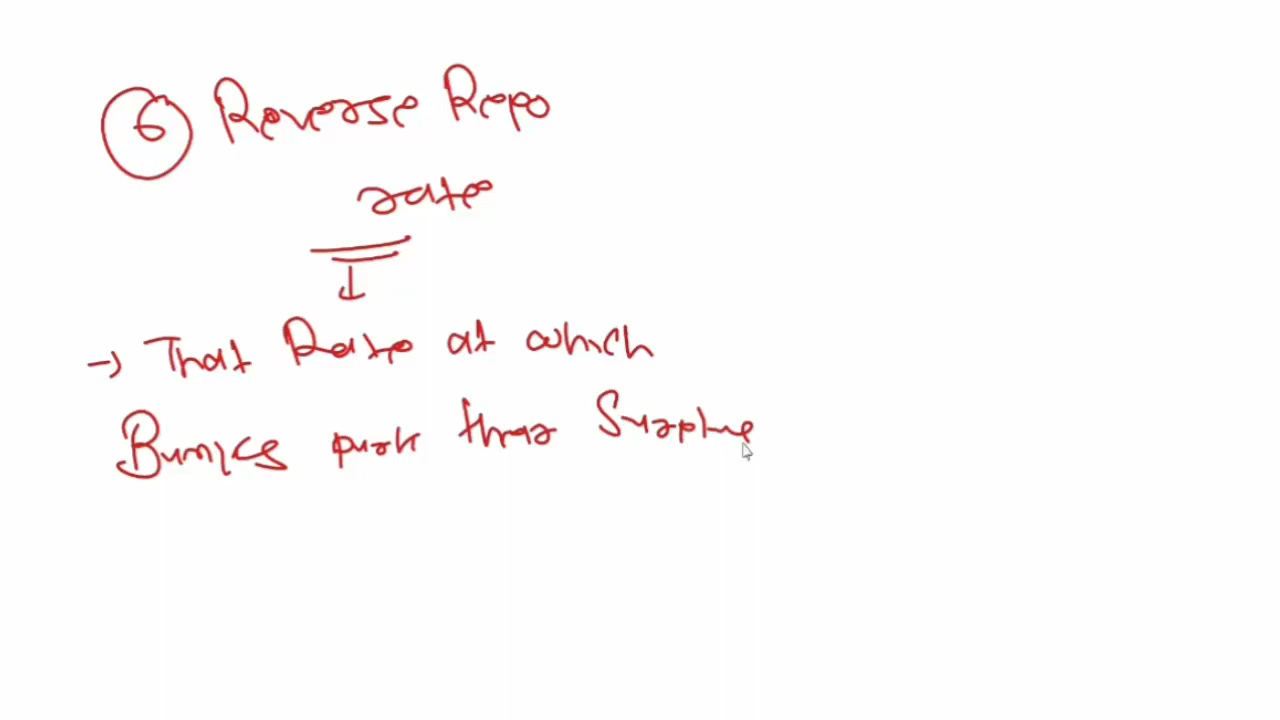 6 Reverse Repo
rate
→ That Rate at which
Banks park their Surplus